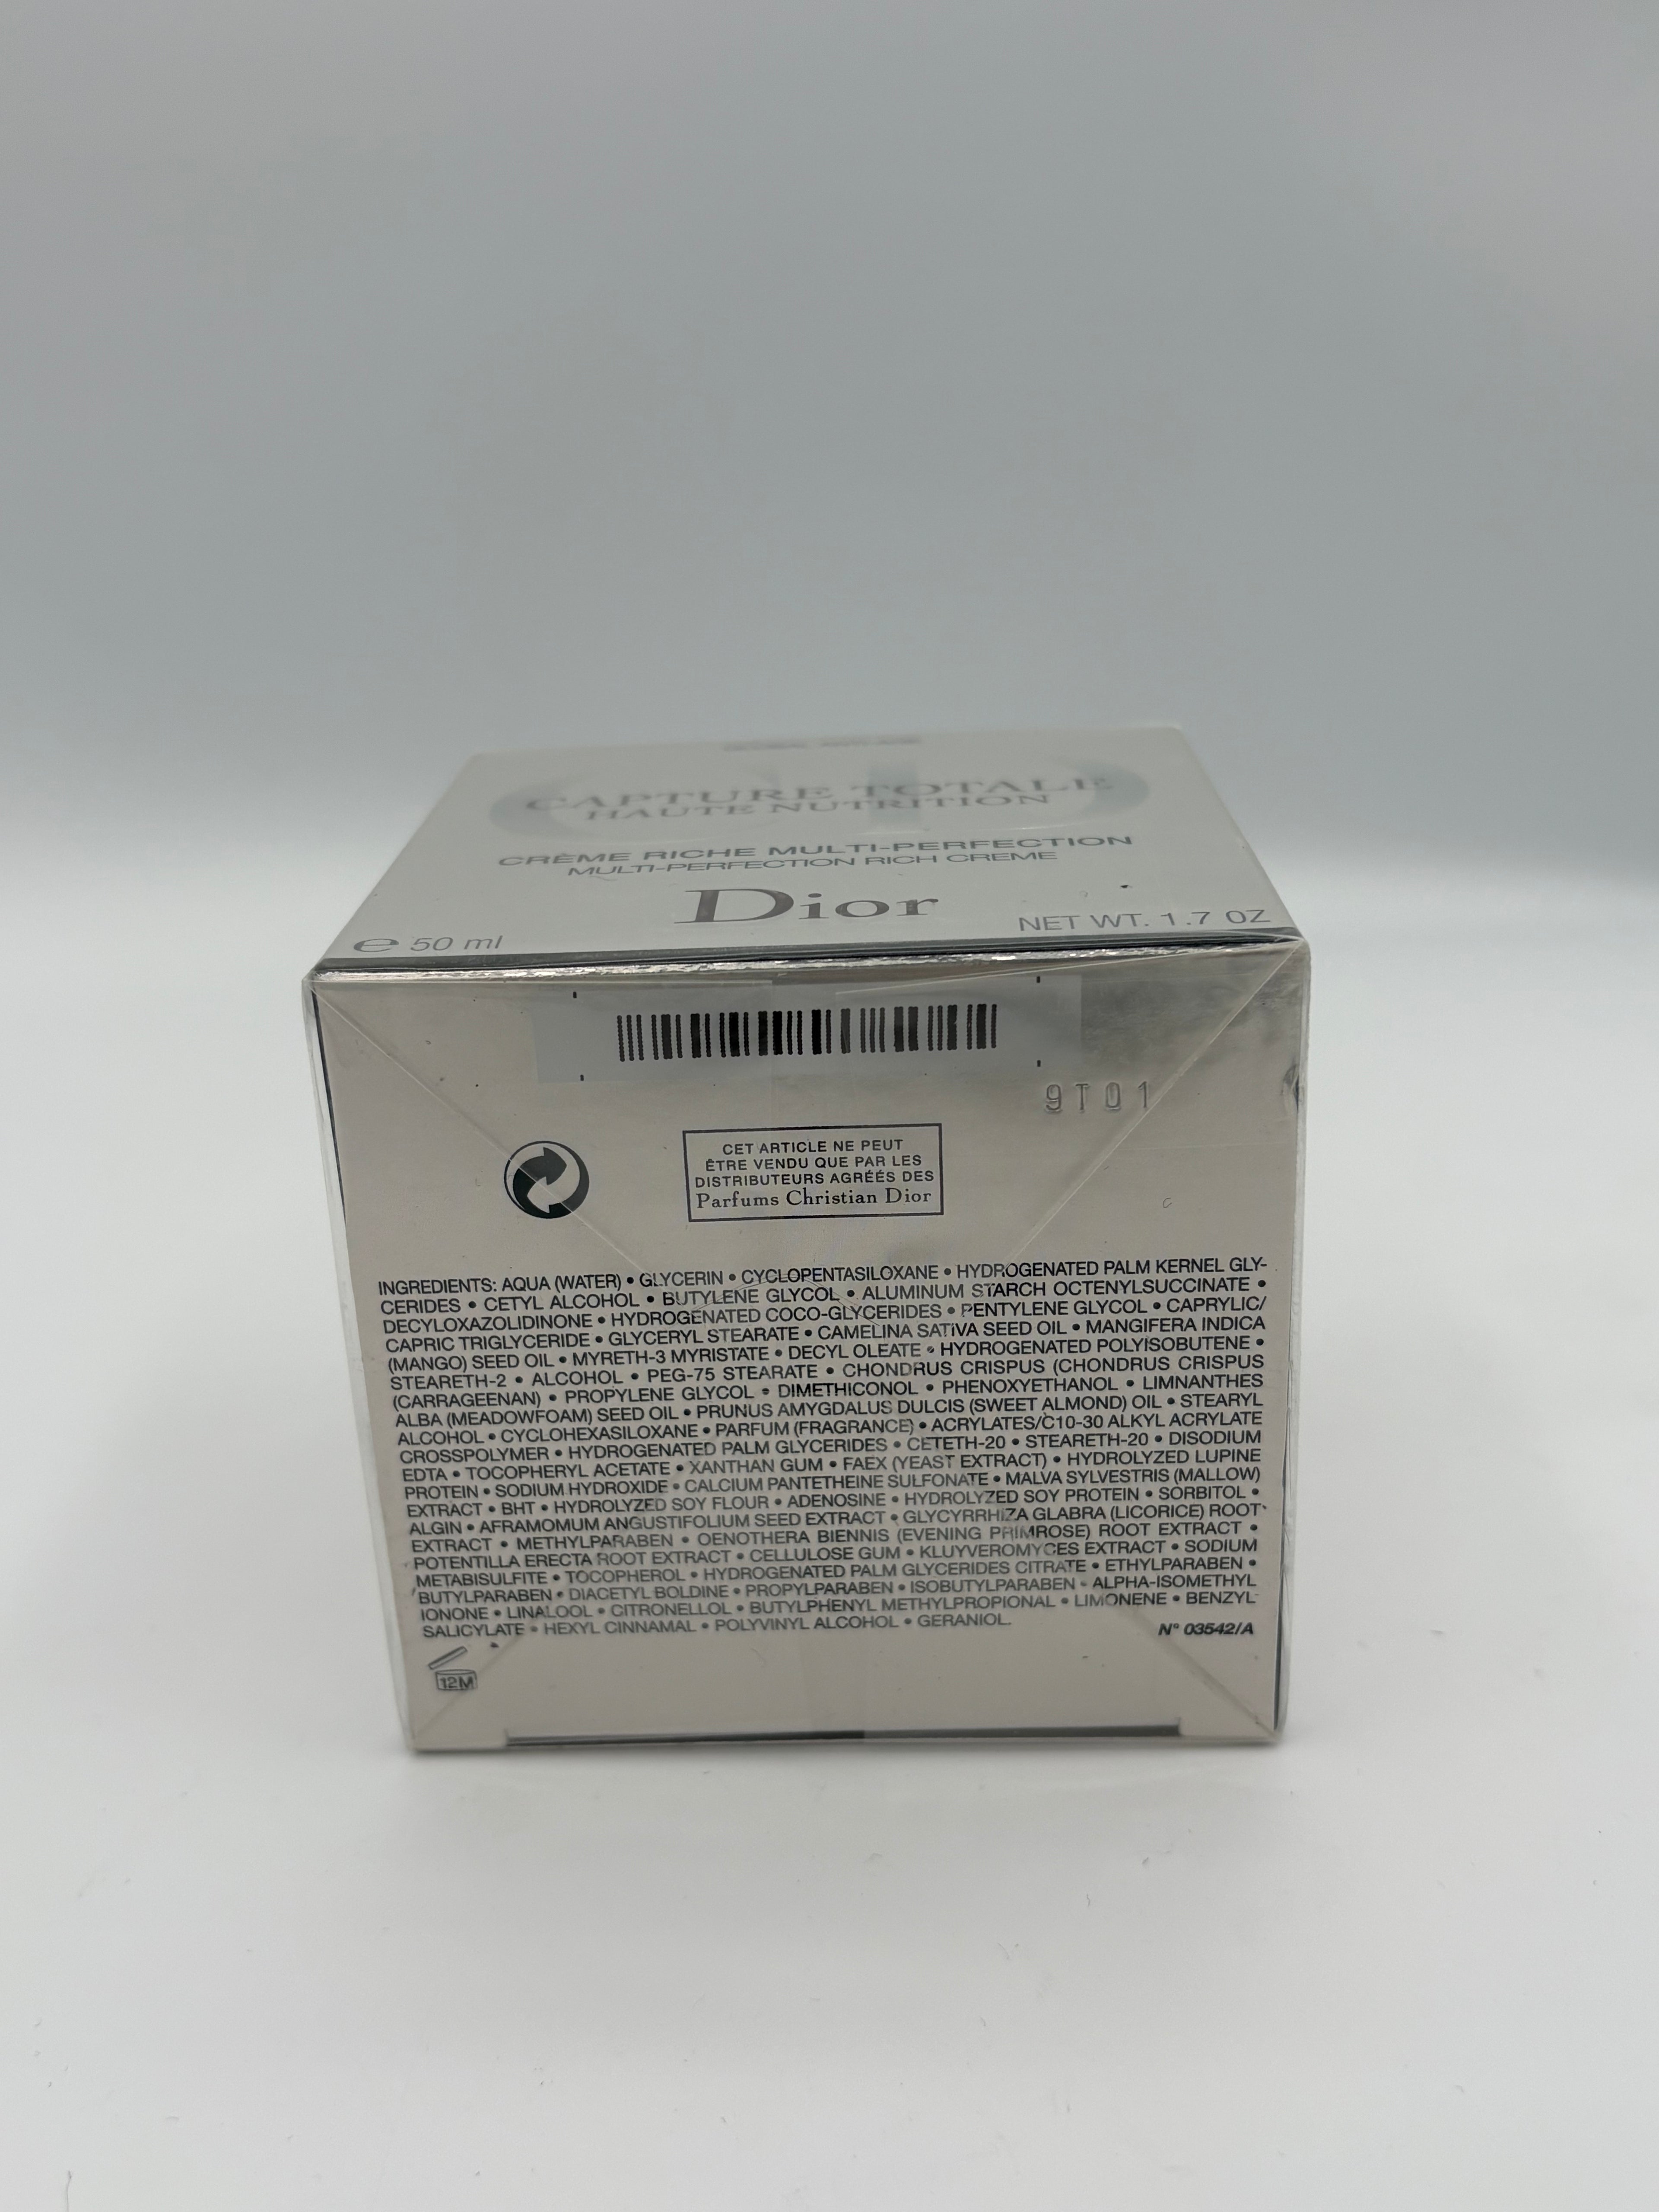 CAPTURE TOTALE
HAUTE NUTRITION
CRÈME RICHE MULTI-PERFECTION
MULTI-PERFECTION RICH CREME
Dior
e 50 ml
NET WT. 1.7 OZ
9T01
CET ARTICLE NE PEUT
ÊTRE VENDU QUE PAR LES
DISTRIBUTEURS AGRÉÉS DES
Parfums Christian Dior
INGREDIENTS: AQUA (WATER) • GLYCERIN • CYCLOPENTASILOXANE • HYDROGENATED PALM KERNEL GLY-
CERIDES • CETYL ALCOHOL • BUTYLENE GLYCOL • ALUMINUM STARCH OCTENYLSUCCINATE •
DECYLOXAZOLIDINONE • HYDROGENATED COCO-GLYCERIDES • PENTYLENE GLYCOL • CAPRYLIC/
CAPRIC TRIGLYCERIDE • GLYCERYL STEARATE • CAMELINA SATIVA SEED OIL • MANGIFERA INDICA
(MANGO) SEED OIL • MYRETH-3 MYRISTATE • DECYL OLEATE • HYDROGENATED POLYISOBUTENE •
STEARETH-2 • ALCOHOL • PEG-75 STEARATE • CHONDRUS CRISPUS (CHONDRUS CRISPUS
(CARRAGEENAN) • PROPYLENE GLYCOL • DIMETHICONOL • PHENOXYETHANOL • LIMNANTHES
ALBA (MEADOWFOAM) SEED OIL • PRUNUS AMYGDALUS DULCIS (SWEET ALMOND) OIL • STEARYL
ALCOHOL • CYCLOHEXASILOXANE • PARFUM (FRAGRANCE) • ACRYLATES/C10-30 ALKYL ACRYLATE
CROSSPOLYMER • HYDROGENATED PALM GLYCERIDES • CETETH-20 • STEARETH-20 • DISODIUM
EDTA • TOCOPHERYL ACETATE • XANTHAN GUM • FAEX (YEAST EXTRACT) • HYDROLYZED LUPINE
PROTEIN • SODIUM HYDROXIDE • CALCIUM PANTETHEINE SULFONATE • MALVA SYLVESTRIS (MALLOW)
EXTRACT • BHT • HYDROLYZED SOY FLOUR • ADENOSINE • HYDROLYZED SOY PROTEIN • SORBITOL •
ALGIN • AFRAMOMUM ANGUSTIFOLIUM SEED EXTRACT • GLYCYRRHIZA GLABRA (LICORICE) ROOT
EXTRACT • METHYLPARABEN • OENOTHERA BIENNIS (EVENING PRIMROSE) ROOT EXTRACT •
POTENTILLA ERECTA ROOT EXTRACT • CELLULOSE GUM • KLUYVEROMYCES EXTRACT • SODIUM
METABISULFITE • TOCOPHEROL • HYDROGENATED PALM GLYCERIDES CITRATE • ETHYLPARABEN •
BUTYLPARABEN • DIACETYL BOLDINE • PROPYLPARABEN • ISOBUTYLPARABEN • ALPHA-ISOMETHYL
IONONE • LINALOOL • CITRONELLOL • BUTYLPHENYL METHYLPROPIONAL • LIMONENE • BENZYL
SALICYLATE • HEXYL CINNAMAL • POLYVINYL ALCOHOL • GERANIOL.
N° 03542/A
12M